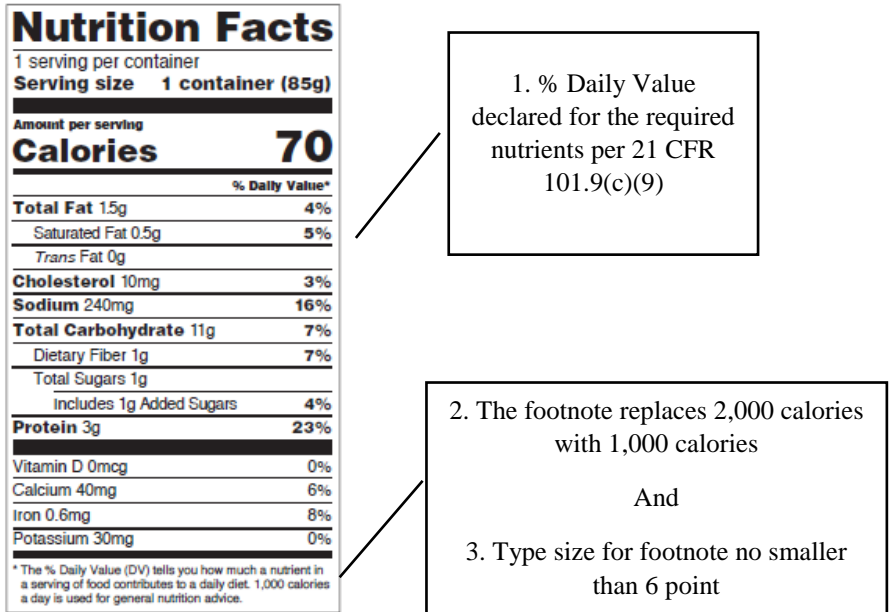 Nutrition Facts
1 serving per container
Serving size 1 container (85g)
Amount per serving
Calories 70
% Daily Value*
Total Fat 1.5g 4%
Saturated Fat 0.5g 5%
Trans Fat 0g
Cholesterol 10mg 3%
Sodium 240mg 16%
Total Carbohydrate 11g 7%
Dietary Fiber 1g 7%
Total Sugars 1g
Includes 1g Added Sugars 4%
Protein 3g 23%
Vitamin D 0mcg 0%
Calcium 40mg 6%
Iron 0.6mg 8%
Potassium 30mg 0%
* The % Daily Value (DV) tells you how much a nutrient in
a serving of food contributes to a daily diet. 1,000 calories
a day is used for general nutrition advice.
1. % Daily Value
declared for the required
nutrients per 21 CFR
101.9(c)(9)
2. The footnote replaces 2,000 calories
with 1,000 calories
And
3. Type size for footnote no smaller
than 6 point